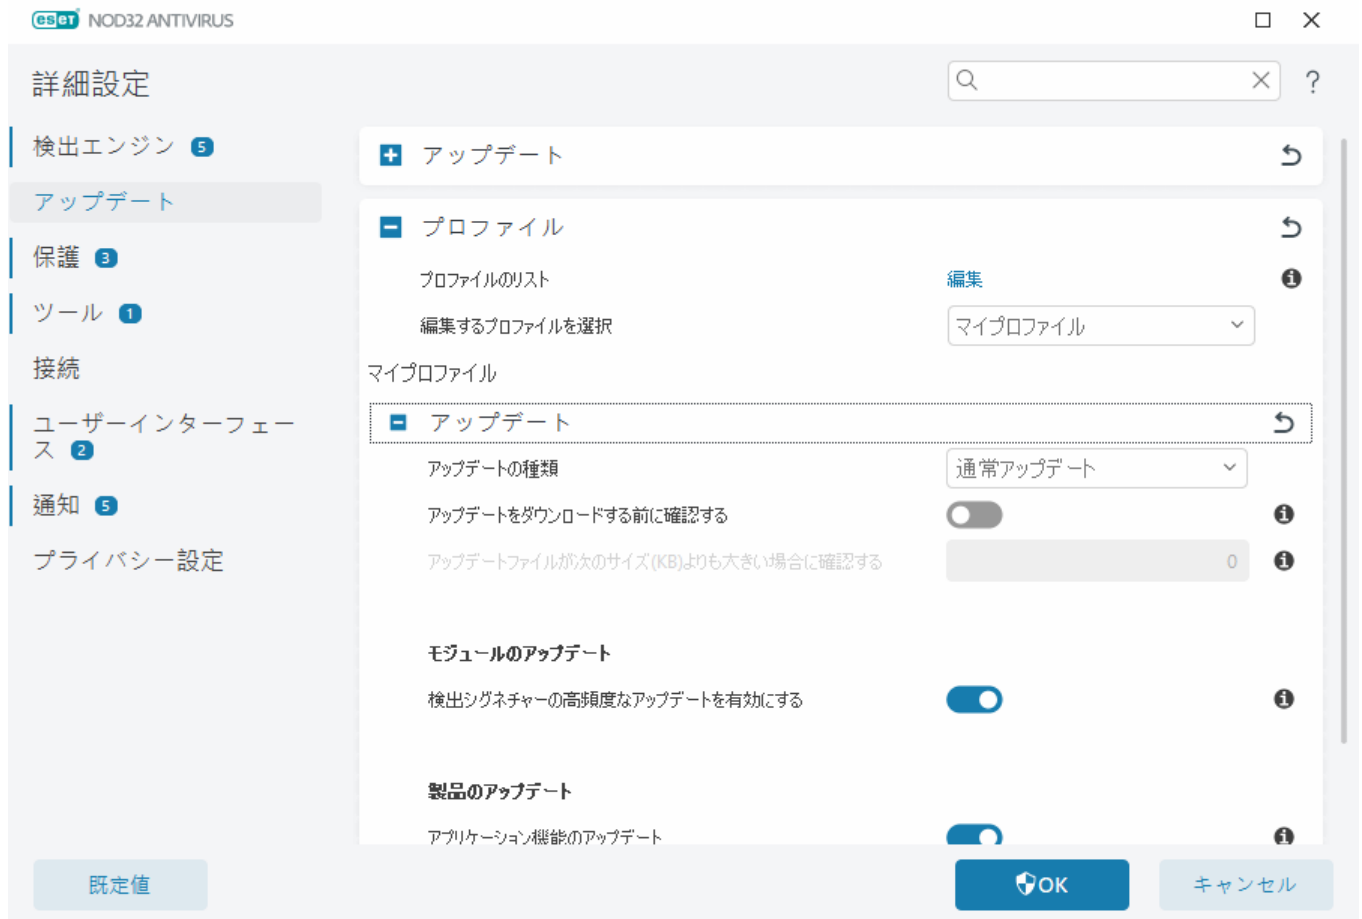 eset NOD32 ANTIVIRUS
詳細設定
?
検出エンジン 5
アップデート
保護 3
ツール 1
接続
ユーザーインターフェー
ス 2
通知 5
プライバシー設定
アップデート
プロファイル
プロファイルのリスト 編集
編集するプロファイルを選択 マイプロファイル
マイプロファイル
アップデート
アップデートの種類 通常アップデート
アップデートをダウンロードする前に確認する
アップデートファイルが次のサイズ(KB)よりも大きい場合に確認する 0
モジュールのアップデート
検出シグネチャーの高頻度なアップデートを有効にする
製品のアップデート
アプリケーション機能のアップデート
既定値 OK キャンセル